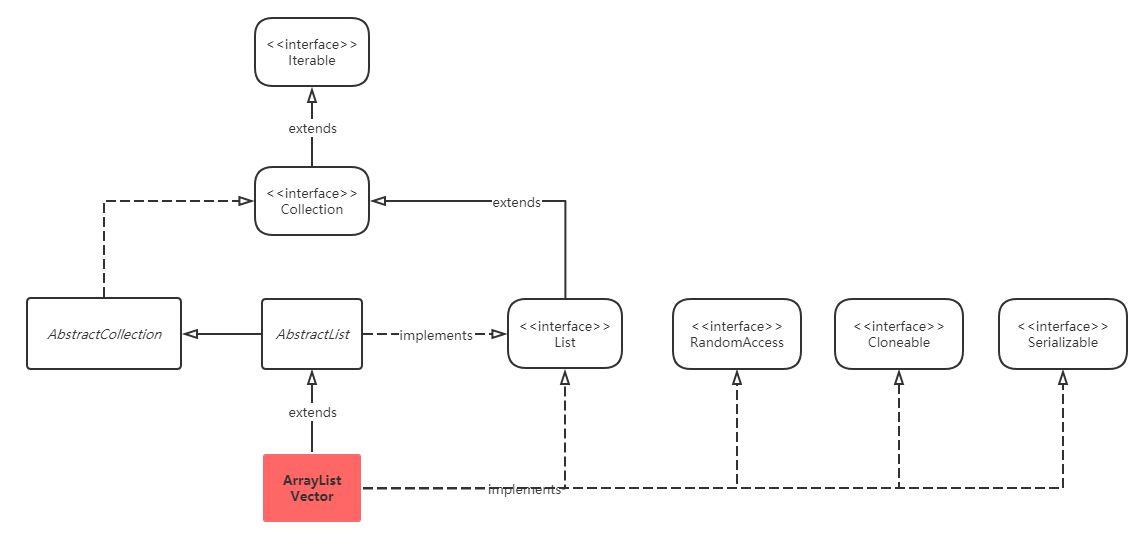 <<interface>>
Iterable
extends
<<interface>>
Collection
extends
AbstractCollection
AbstractList
implements
<<interface>>
List
<<interface>>
RandomAccess
<<interface>>
Cloneable
<<interface>>
Serializable
extends
ArrayList
Vector
implements